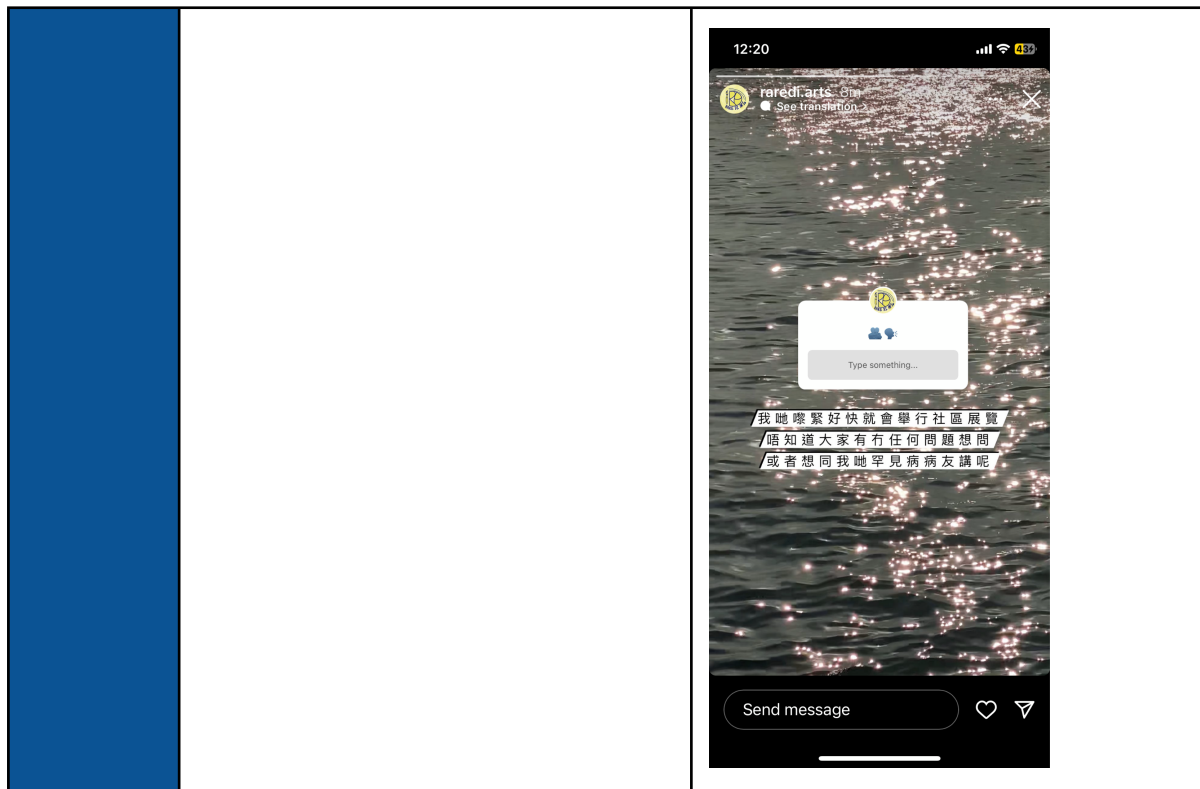 12:20
43
raredi.arts 8m
See translation >
Type something...
我哋嚟緊好快就會舉行社區展覽
唔知道大家有冇任何問題想問
或者想同我哋罕見病病友講呢
Send message